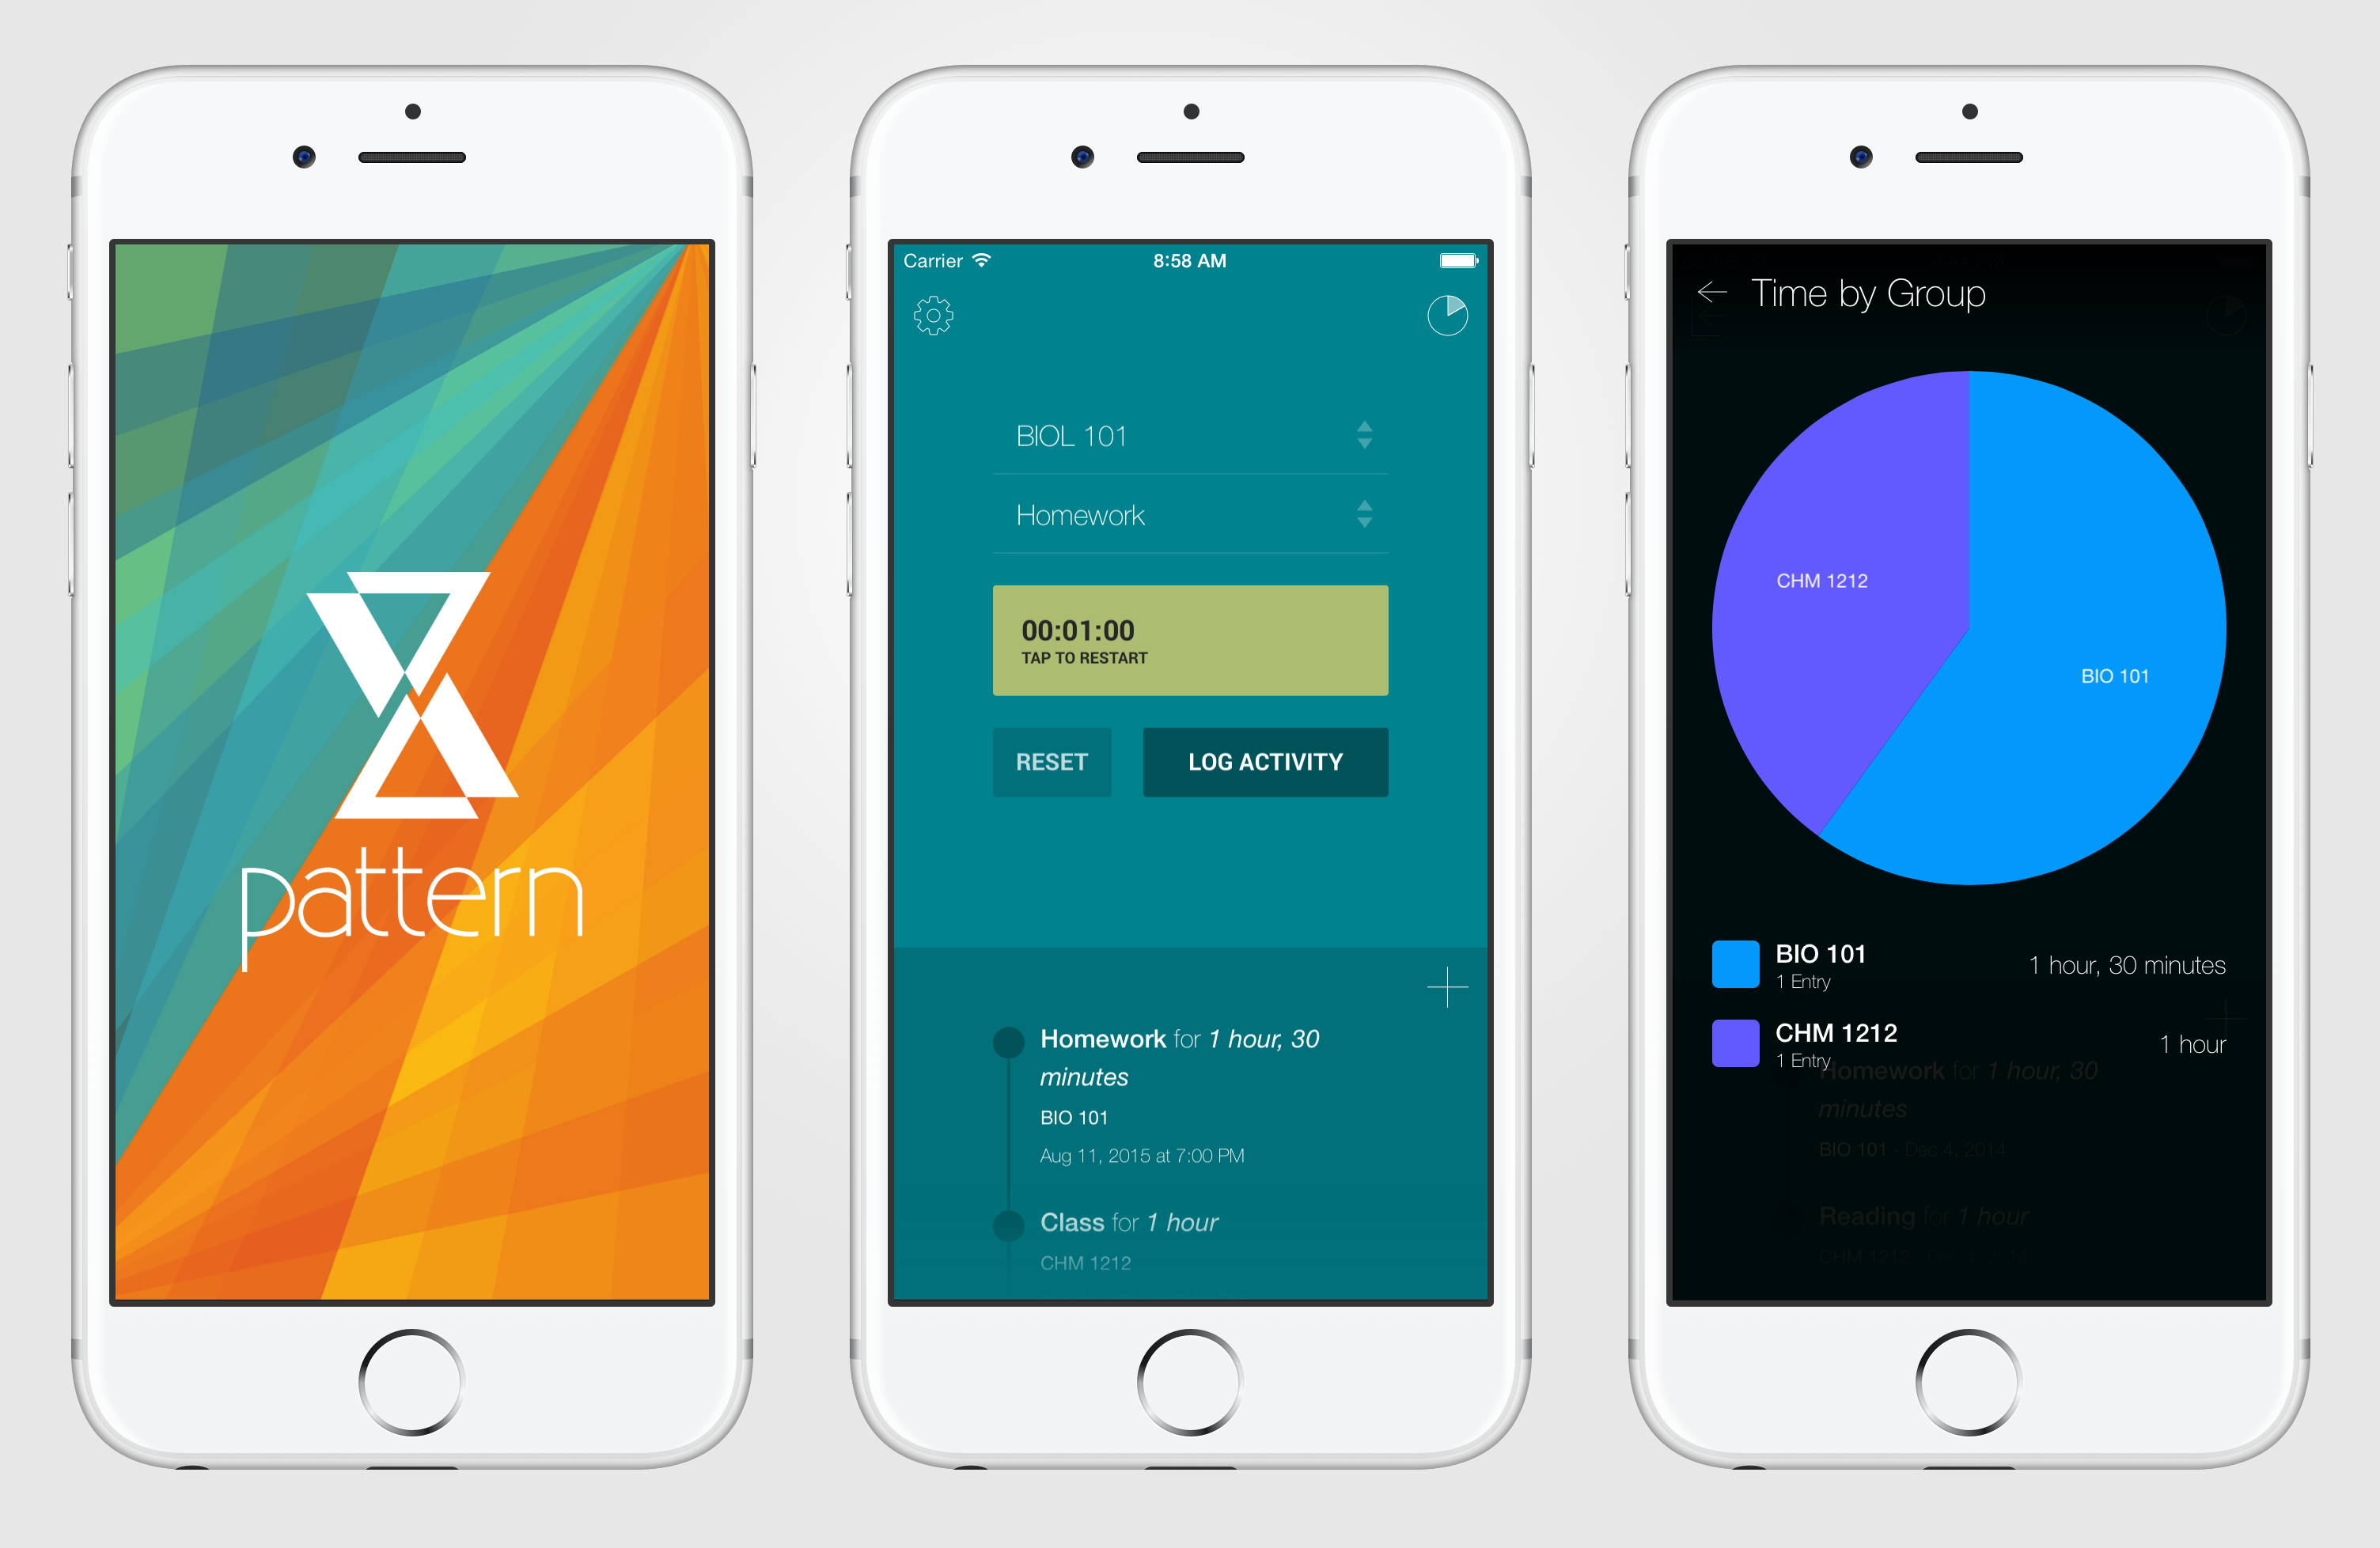 pattern
Carrier
8:58 AM
BIOL 101
Homework
00:01:00
TAP TO RESTART
RESET
LOG ACTIVITY
Homework for 1 hour, 30
minutes
BIO 101
Aug 11, 2015 at 7:00 PM
Class for 1 hour
CHM 1212
Time by Group
CHM 1212
BIO 101
BIO 101
1 Entry
1 hour, 30 minutes
CHM 1212
1 Entry
1 hour
Homework for 1 hour, 30
minutes
BIO 101 · Dec 4, 2014
Reading for 1 hour
CHM 1212